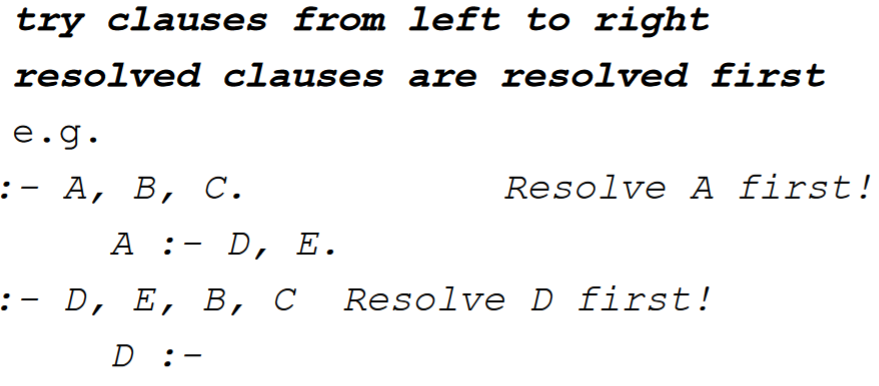 try clauses from left to right
resolved clauses are resolved first
e.g.
:- A, B, C. Resolve A first!
A :- D, E.
:- D, E, B, C Resolve D first!
D :-